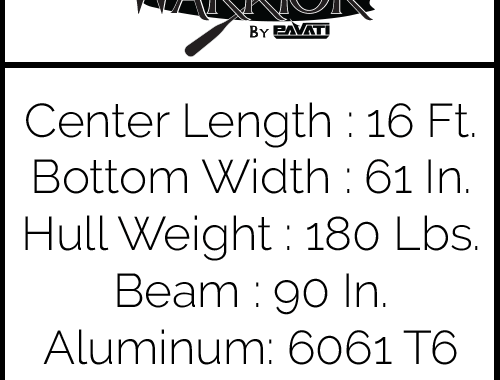 WARRIOR
By PAVATI
Center Length : 16 Ft.
Bottom Width : 61 In.
Hull Weight : 180 Lbs.
Beam : 90 In.
Aluminum: 6061 T6